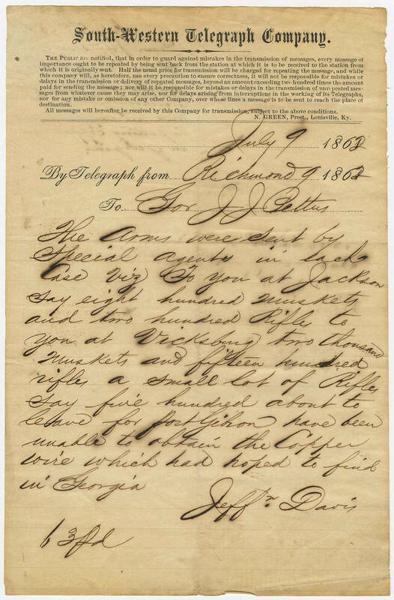 South-Western Telegraph Company.
THE PUBLIC are notified, that in order to guard against mistakes in the transmission of messages, every message of
importance ought to be repeated by being sent back from the station at which it is to be received to the station from
which it is originally sent. Half the usual price for transmission will be charged for repeating the message, and while
this company will, as heretofore, use every precaution to ensure correctness, it will not be responsible for mistakes or
delays in the transmission or delivery of repeated messages, beyond an amount exceeding two hundred times the amount
paid for sending the message; nor will it be responsible for mistakes or delays in the transmission of unrepeated mes-
sages from whatever cause they may arise, nor for delays arising from interruptions in the working of its Telegraphs,
nor for any mistake or omission of any other Company, over whose lines a message is to be sent to reach the place of
destination.
All messages will hereafter be received by this Company for transmission, subject to the above conditions.
N. GREEN, Prest., Louisville, Ky.
July 9 1862
By Telegraph from Richmond 9 1862
To Gov J J Pettus
The Arms were sent by
Special agents in each
Case Viz To you at Jackson
Say eight hundred Muskets
and two hundred Rifle to
you at Vicksburg two thousand
Muskets and fifteen hundred
rifle a small lot of Rifle
Say five hundred about to
leave for Port Gibson have been
unable to obtain the Copper
wire which had hoped to find
in Georgia
Jeffn Davis
63